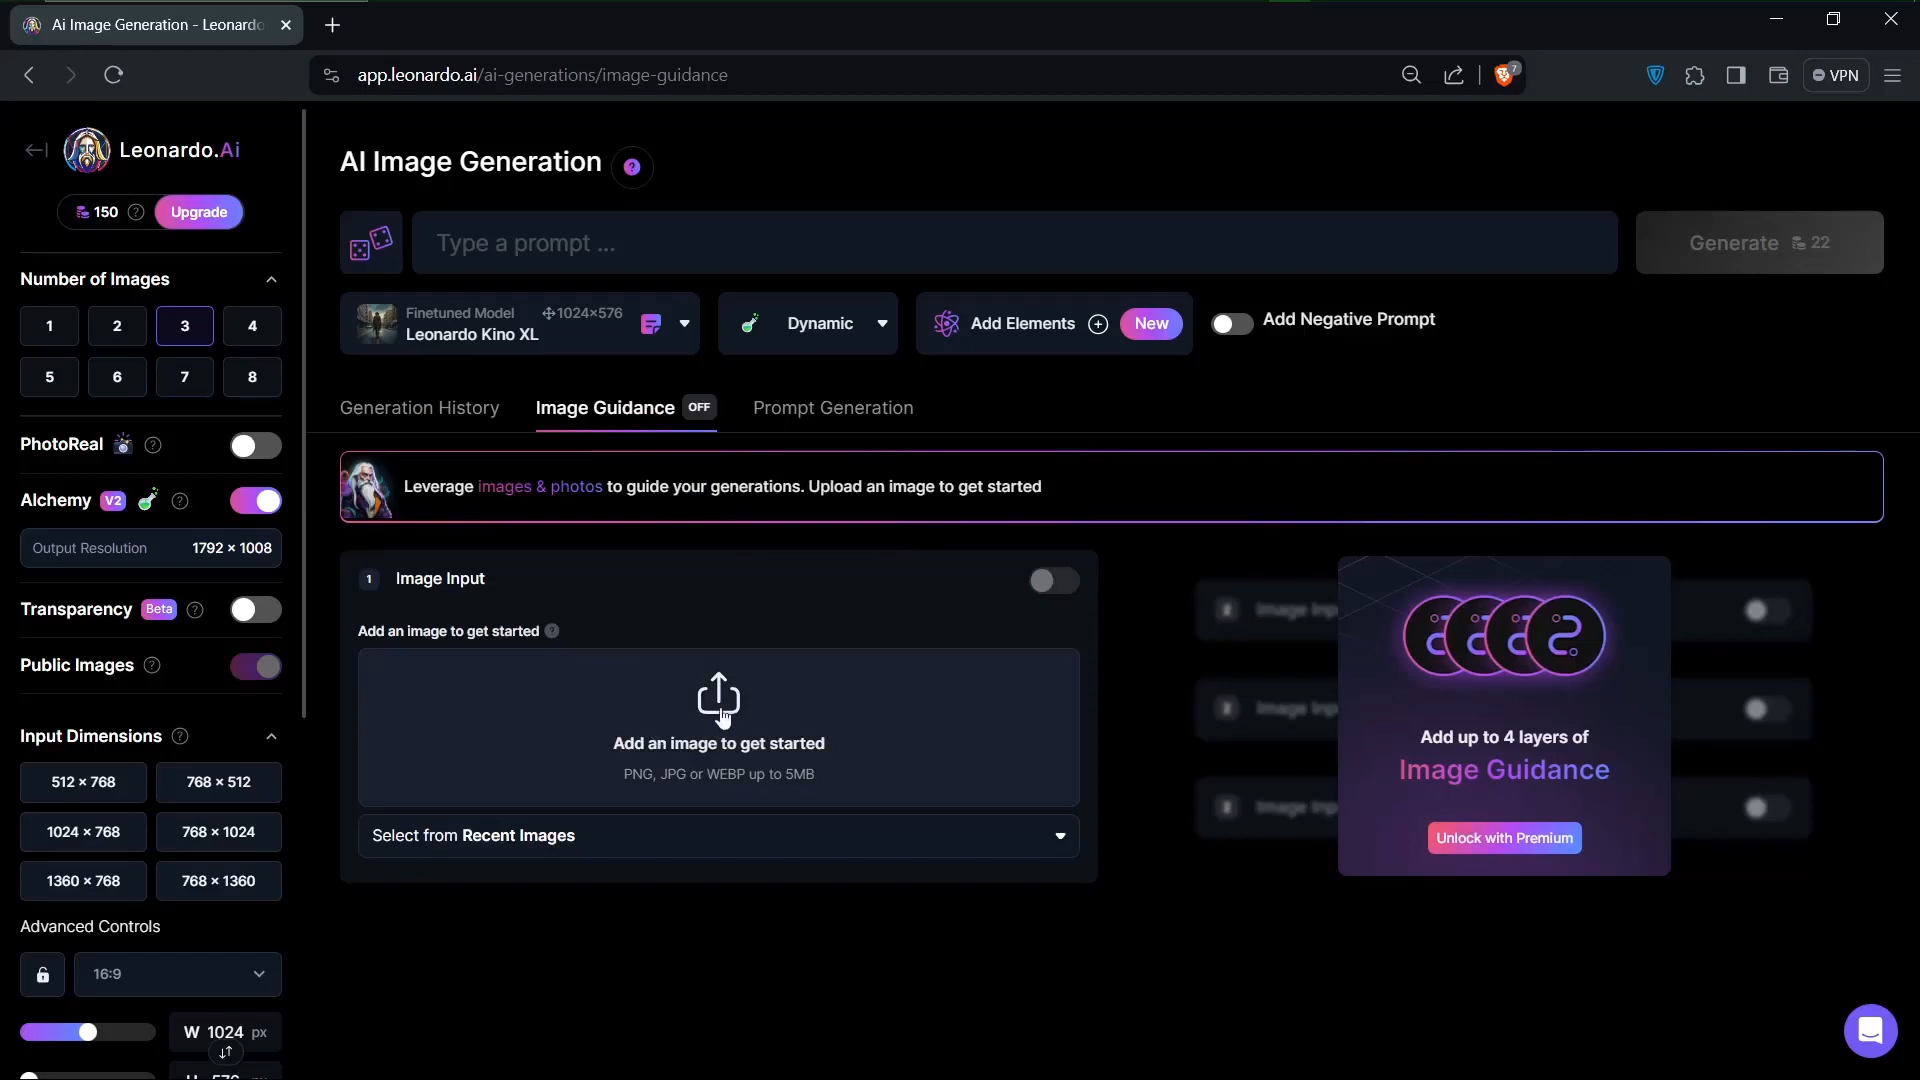 Ai Image Generation - Leonardo
app.leonardo.ai/ai-generations/image-guidance
7
VPN
Leonardo.Ai
150
Upgrade
Number of Images
1 2 3 4
5 6 7 8
PhotoReal
Alchemy V2
Output Resolution 1792 × 1008
Transparency Beta
Public Images
Input Dimensions
512 × 768 768 × 512
1024 × 768 768 × 1024
1360 × 768 768 × 1360
Advanced Controls
16:9
W 1024 px
AI Image Generation
Type a prompt ...
Generate 22
Finetuned Model 1024×576
Leonardo Kino XL
Dynamic
Add Elements New
Add Negative Prompt
Generation History Image Guidance OFF Prompt Generation
Leverage images & photos to guide your generations. Upload an image to get started
1 Image Input
Add an image to get started
Add an image to get started
PNG, JPG or WEBP up to 5MB
Select from Recent Images
Add up to 4 layers of
Image Guidance
Unlock with Premium